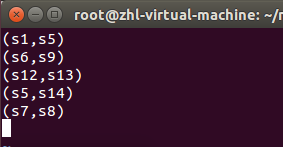 root@zhl-virtual-machine: ~/r
(s1,s5)
(s6,s9)
(s12,s13)
(s5,s14)
(s7,s8)